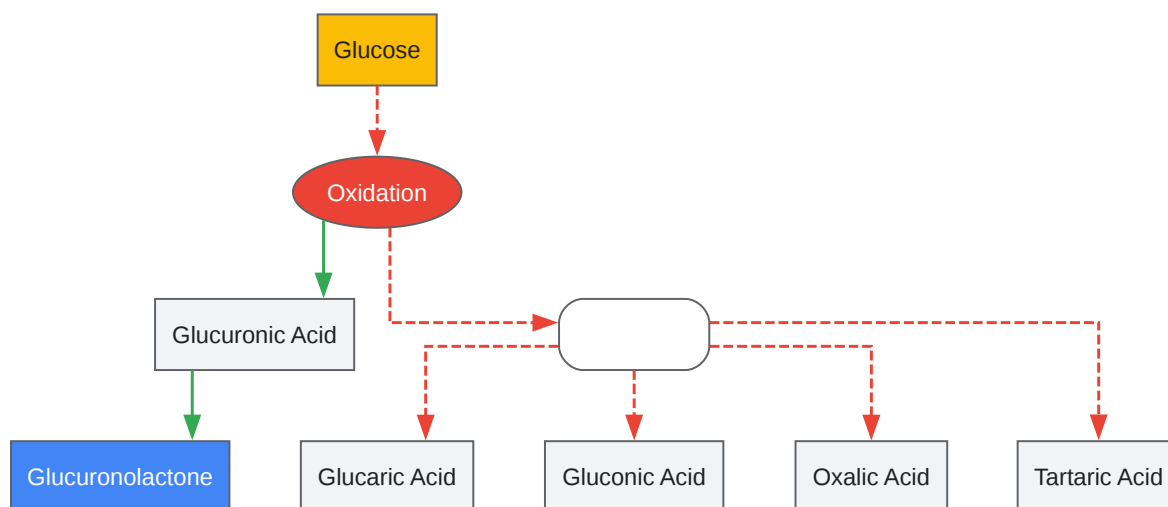 Glucose
Oxidation
Glucuronic Acid
Glucuronolactone
Glucaric Acid
Gluconic Acid
Oxalic Acid
Tartaric Acid